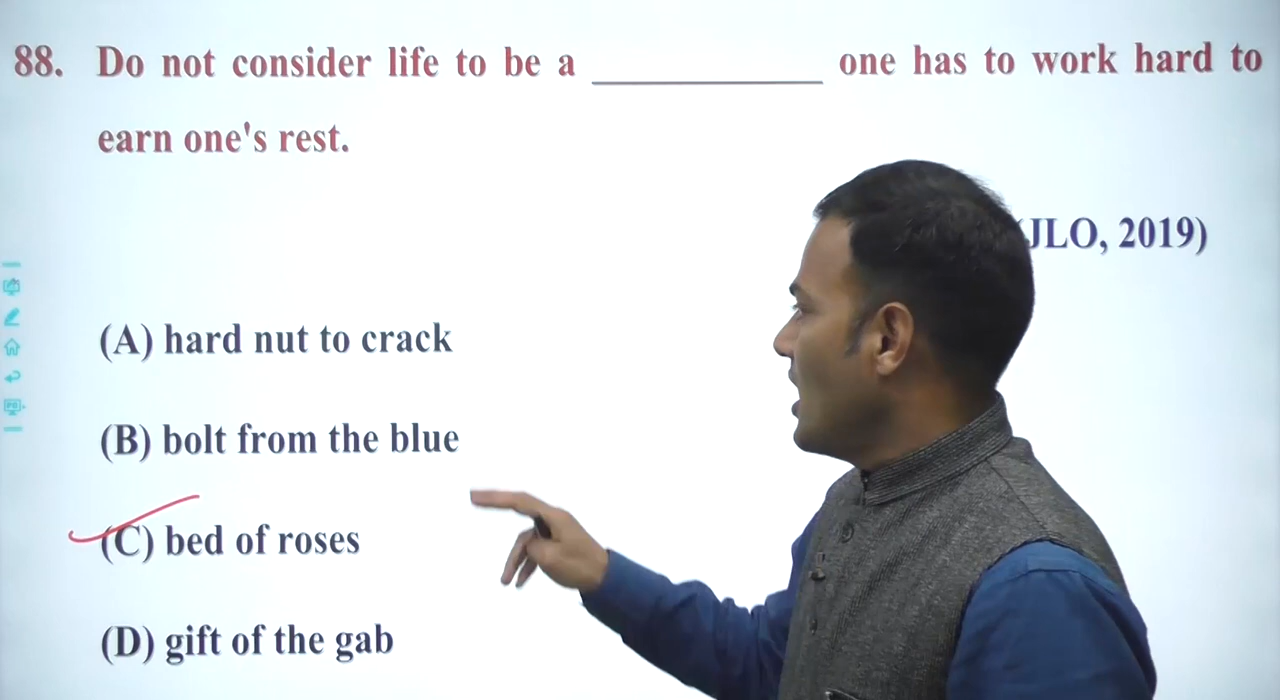 88. Do not consider life to be a __________ one has to work hard to
earn one's rest.
JLO, 2019)
(A) hard nut to crack
(B) bolt from the blue
(C) bed of roses
(D) gift of the gab